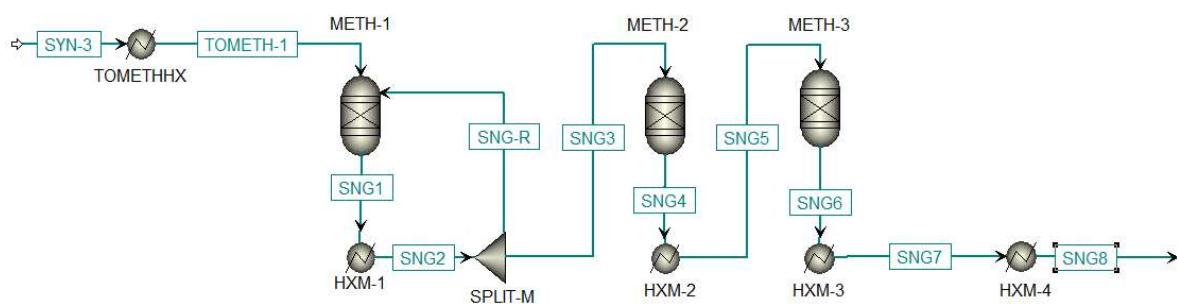 METH-1
METH-2
METH-3
SYN-3
TOMETH-1
TOMETHHX
SNG-R
SNG3
SNG5
SNG1
SNG4
SNG6
SNG2
SNG7
SNG8
HXM-1
SPLIT-M
HXM-2
HXM-3
HXM-4